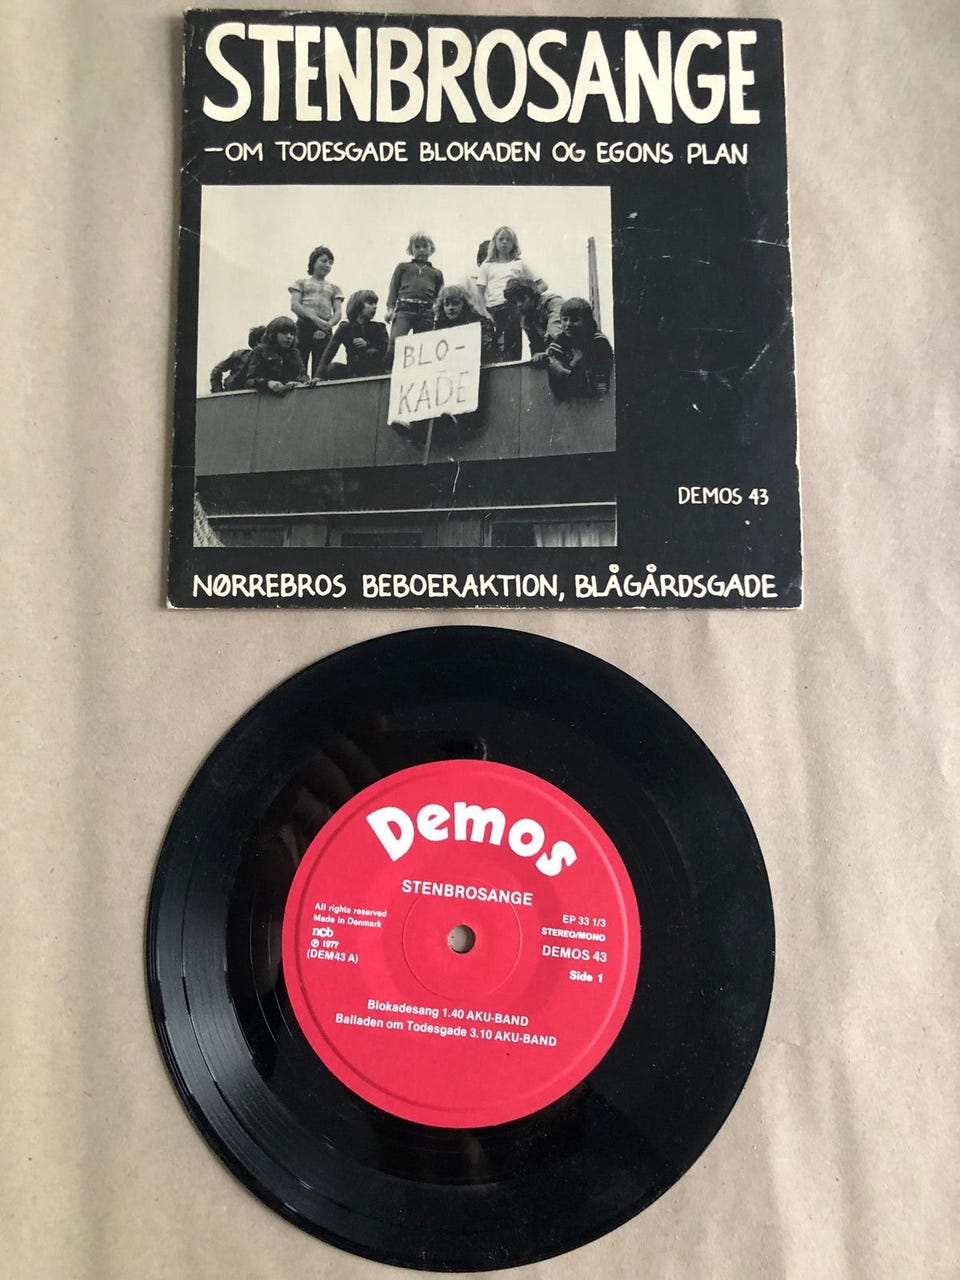 STENBROSANGE
—OM TODESGADE BLOKADEN OG EGONS PLAN
BLO-
KADE
DEMOS 43
NØRREBROS BEBOERAKTION, BLÅGÅRDSGADE
Demos
STENBROSANGE
All rights reserved
Made in Denmark
ncb
℗ 1977
(DEM43 A)
EP 33 1/3
STEREO/MONO
DEMOS 43
Side 1
Blokadesang 1.40 AKU-BAND
Balladen om Todesgade 3.10 AKU-BAND